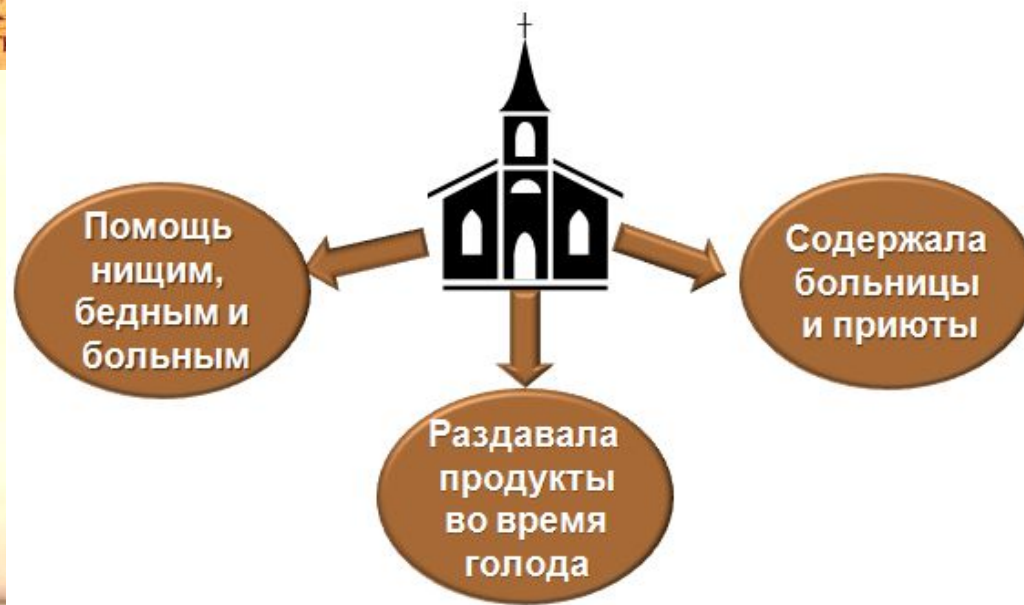 Помощь
нищим,
бедным и
больным
Раздавала
продукты
во время
голода
Содержала
больницы
и приюты